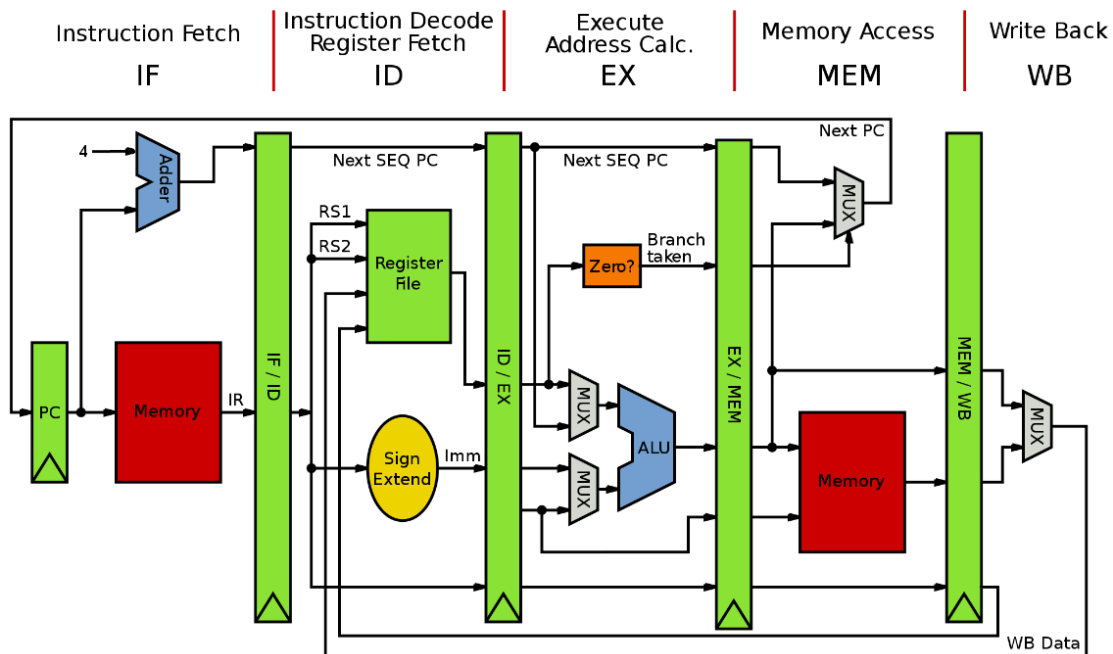 Instruction Fetch
IF
Instruction Decode
Register Fetch
ID
Execute
Address Calc.
EX
Memory Access
MEM
Write Back
WB
Next PC
4
Adder
Next SEQ PC
Next SEQ PC
MUX
RS1
RS2
Register
File
Branch
taken
Zero?
IF / ID
ID / EX
EX / MEM
MEM / WB
PC
Memory
IR
MUX
MUX
ALU
Sign
Extend
Imm
MUX
Memory
WB Data